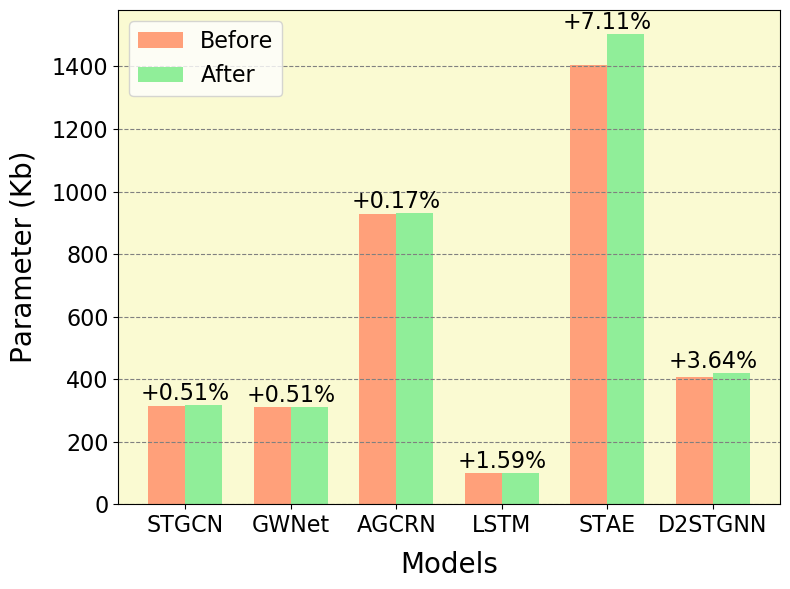 Before
After
+0.51%
+0.51%
+0.17%
+1.59%
+7.11%
+3.64%
1400
1200
1000
800
600
400
200
0
Parameter (Kb)
STGCN GWNet AGCRN LSTM STAE D2STGNN
Models